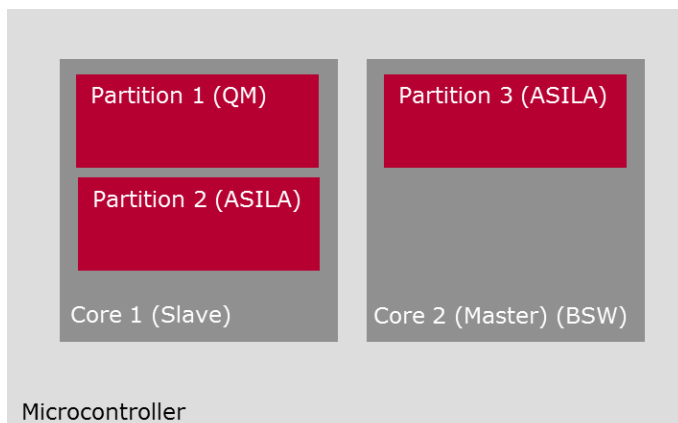 Partition 1 (QM)
Partition 2 (ASILA)
Core 1 (Slave)
Partition 3 (ASILA)
Core 2 (Master) (BSW)
Microcontroller